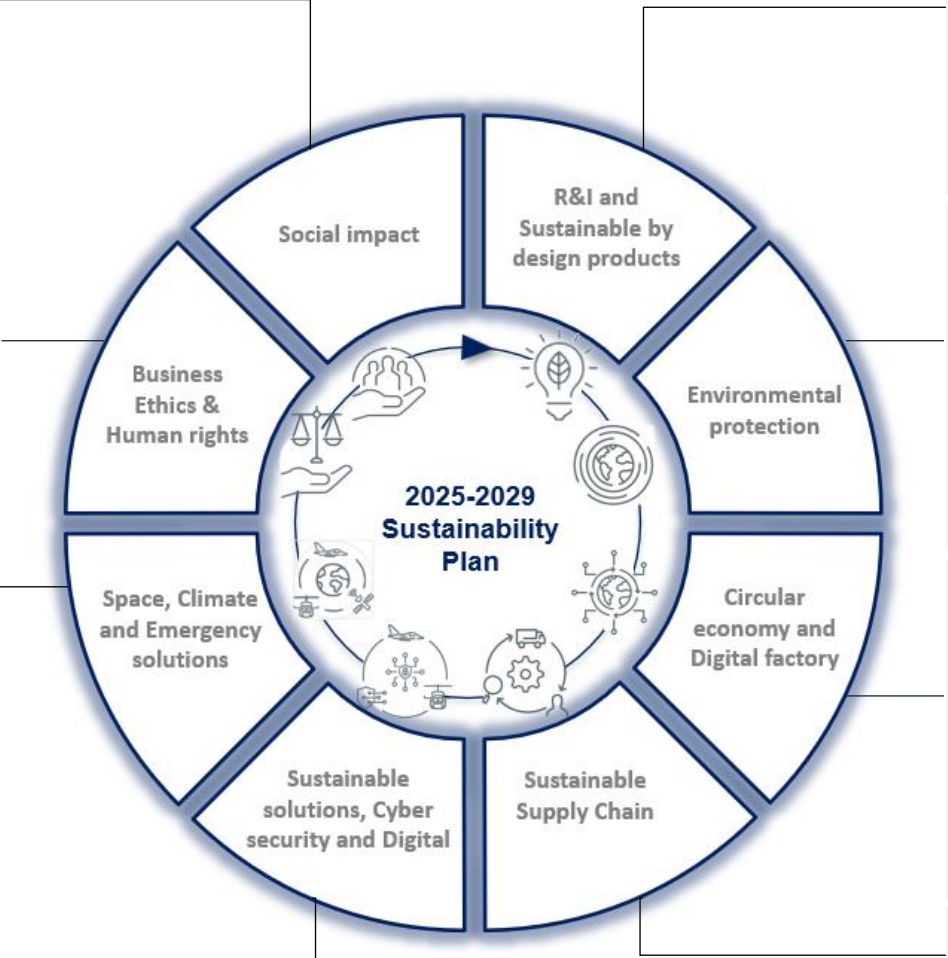 Social impact
R&I and
Sustainable by
design products
Business
Ethics &
Human rights
Environmental
protection
2025-2029
Sustainability
Plan
Space, Climate
and Emergency
solutions
Circular
economy and
Digital factory
Sustainable
solutions, Cyber
security and Digital
Sustainable
Supply Chain